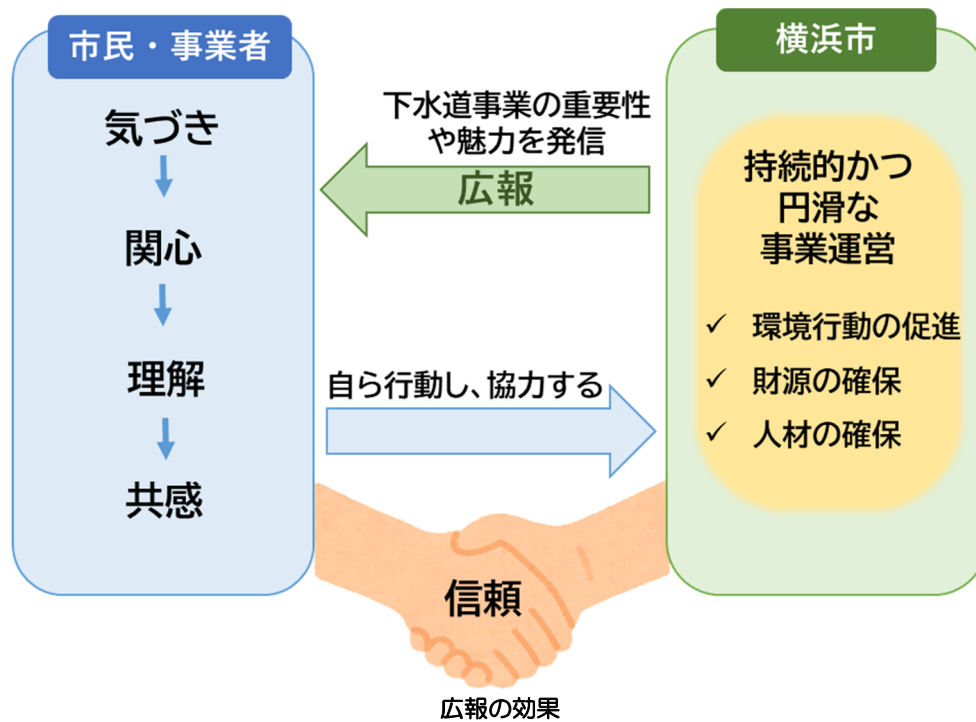 市民・事業者
気づき
関心
理解
共感
下水道事業の重要性
や魅力を発信
広報
自ら行動し、協力する
信頼
横浜市
持続的かつ
円滑な
事業運営
✓ 環境行動の促進
✓ 財源の確保
✓ 人材の確保
広報の効果